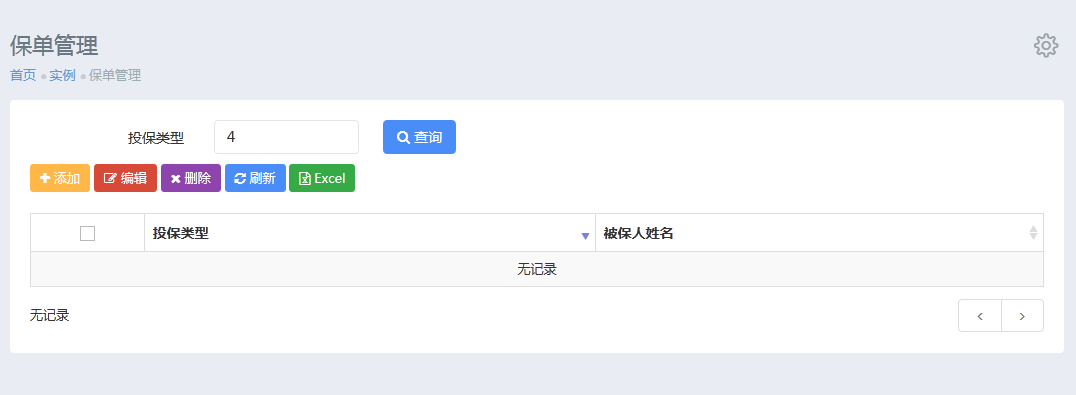 保单管理
首页 实例 保单管理
投保类型 4 查询
添加 编辑 删除 刷新 Excel
投保类型 被保人姓名
无记录
无记录